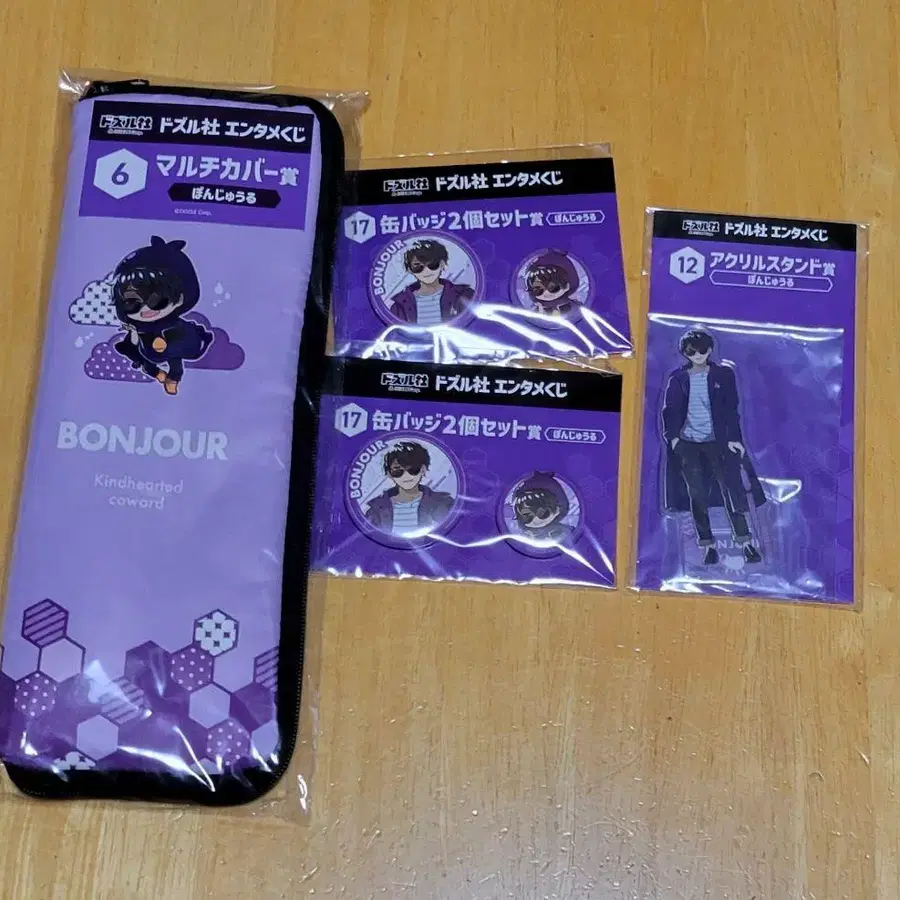 ドズル社 ドズル社 エンタメくじ
6 マルチカバー賞
ぼんじゅうる
BONJOUR
Kindhearted
coward
ドズル社 ドズル社 エンタメくじ
17 缶バッジ2個セット賞 ぼんじゅうる
BONJOUR
ドズル社 ドズル社 エンタメくじ
17 缶バッジ2個セット賞 ぼんじゅうる
BONJOUR
ドズル社 ドズル社 エンタメくじ
12 アクリルスタンド賞
ぼんじゅうる
BONJOUR